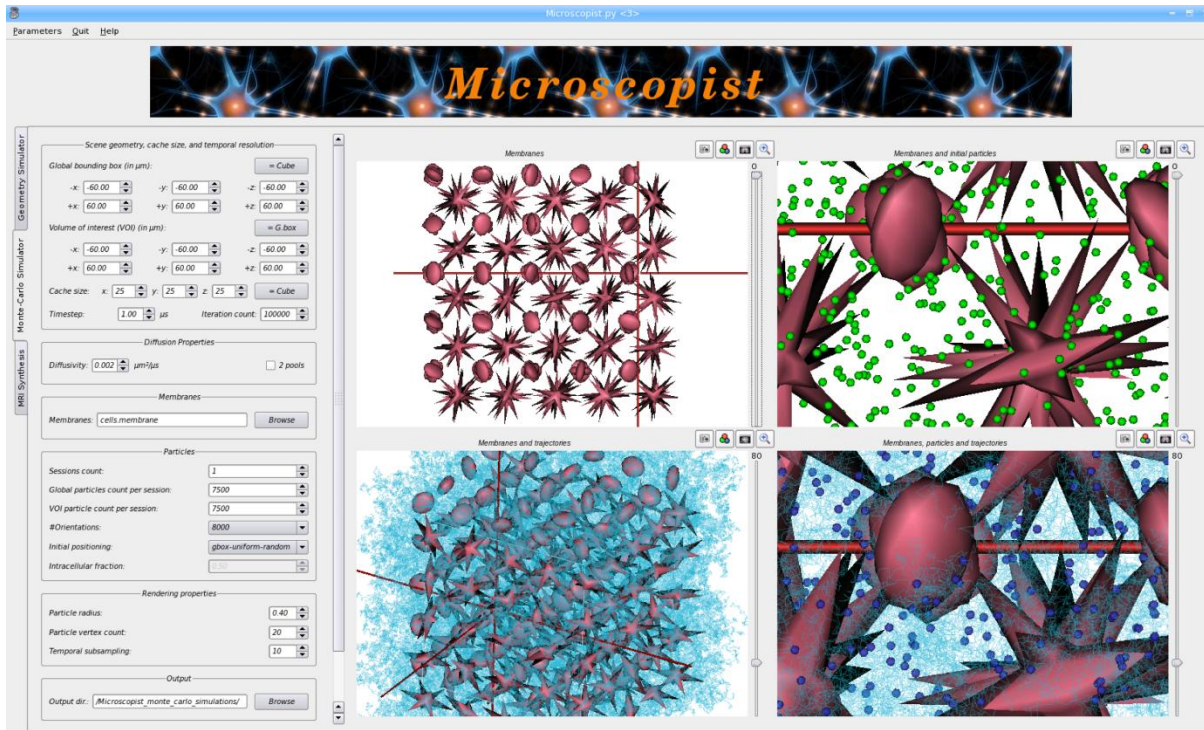 Microscopist.py <3>
Parameters Quit Help
Microscopist
Geometry Simulator
Monte-Carlo Simulator
MRI Synthesis
Scene geometry, cache size, and temporal resolution
Global bounding box (in µm): = Cube
-x: -60.00 -y: -60.00 -z: -60.00
+x: 60.00 +y: 60.00 +z: 60.00
Volume of interest (VOI) (in µm): = G.box
-x: -60.00 -y: -60.00 -z: -60.00
+x: 60.00 +y: 60.00 +z: 60.00
Cache size: x: 25 y: 25 z: 25 = Cube
Timestep: 1.00 µs Iteration count: 100000
Diffusion Properties
Diffusivity: 0.002 µm²/µs 2 pools
Membranes
Membranes: cells.membrane Browse
Particles
Sessions count: 1
Global particles count per session: 7500
VOI particle count per session: 7500
#Orientations: 8000
Initial positioning: gbox-uniform-random
Intracellular fraction: 0.50
Rendering properties
Particle radius: 0.40
Particle vertex count: 20
Temporal subsampling: 10
Output
Output dir.: /Microscopist_monte_carlo_simulations/ Browse
Membranes
0
Membranes and initial particles
0
Membranes and trajectories
80
Membranes, particles and trajectories
80